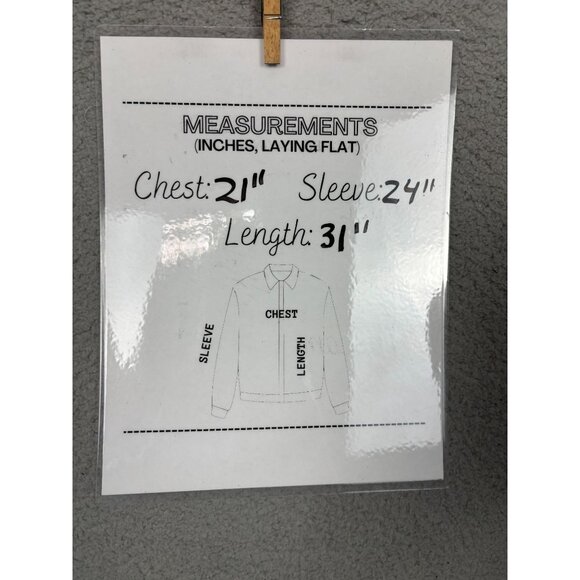 MEASUREMENTS
(INCHES, LAYING FLAT)
Chest: 21" Sleeve: 24"
Length: 31"
CHEST
SLEEVE
LENGTH